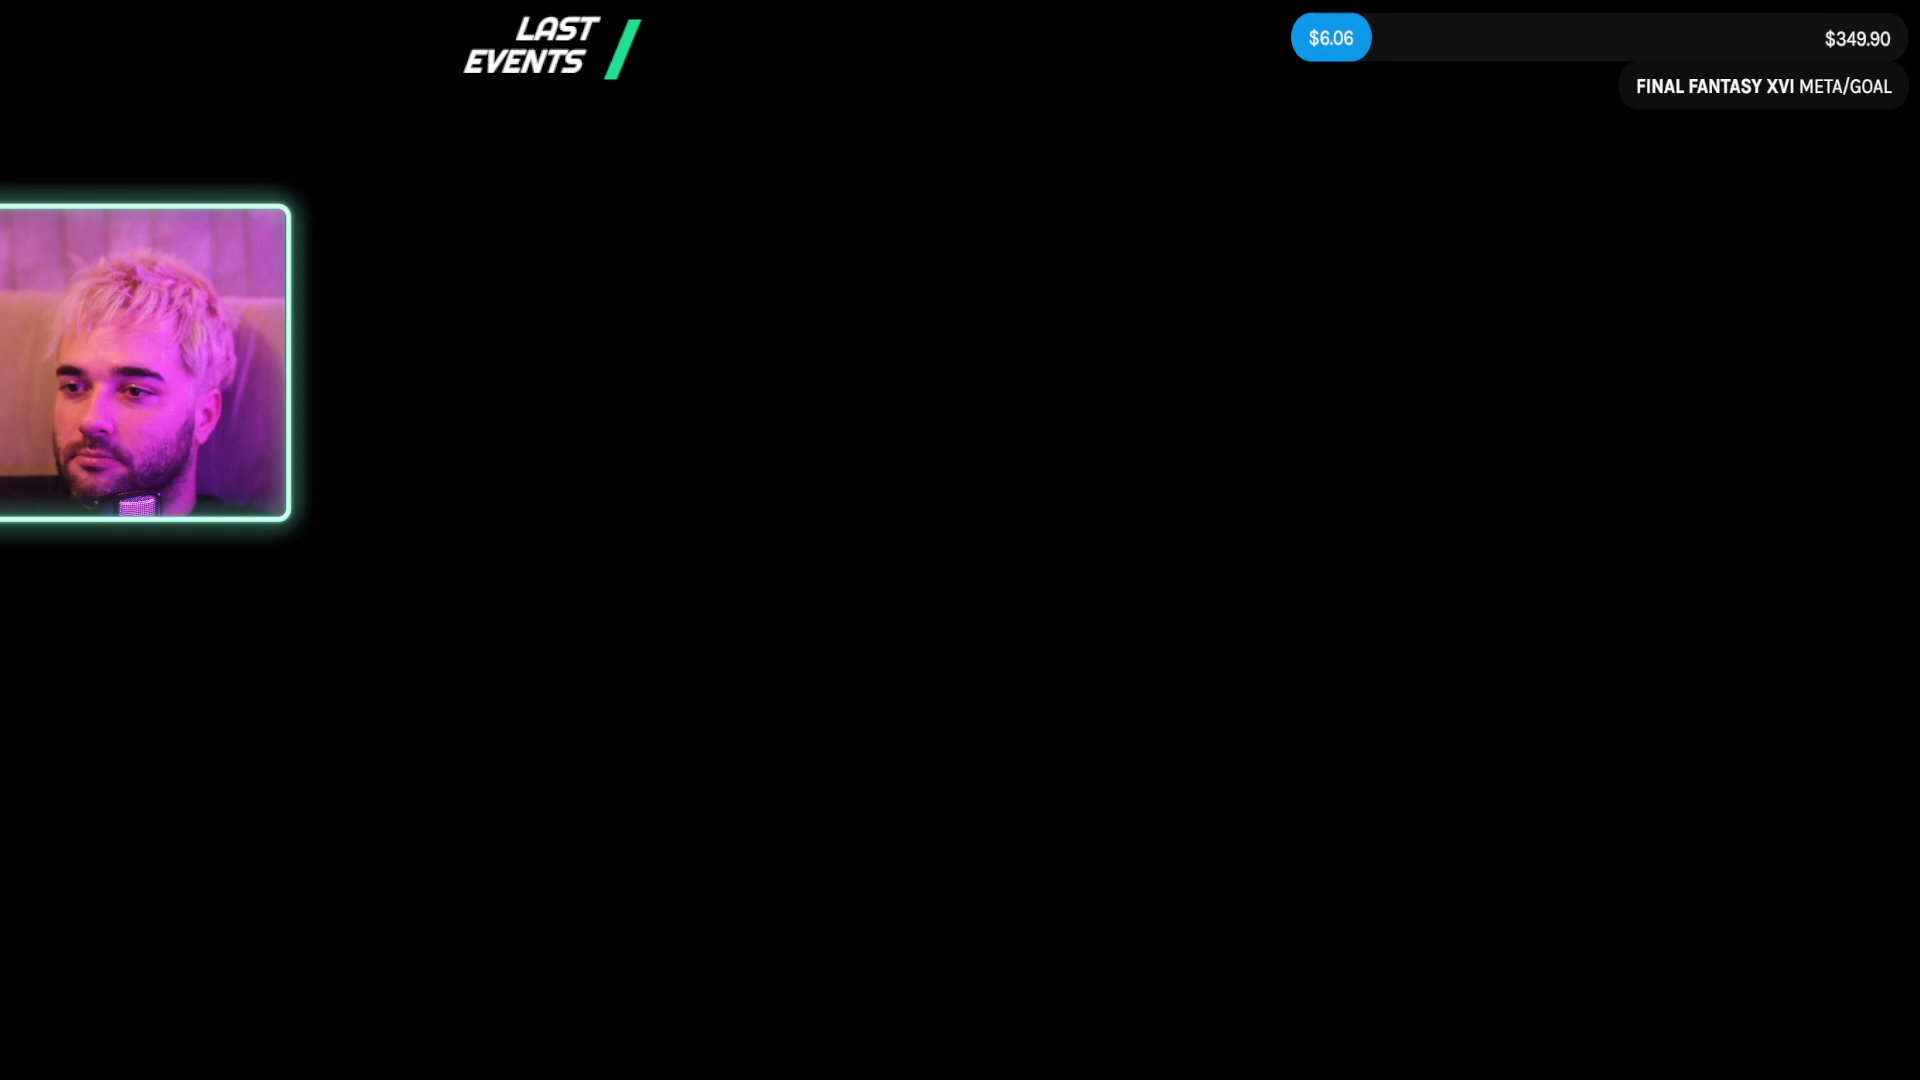 LAST
EVENTS
$6.06
$349.90
FINAL FANTASY XVI META/GOAL